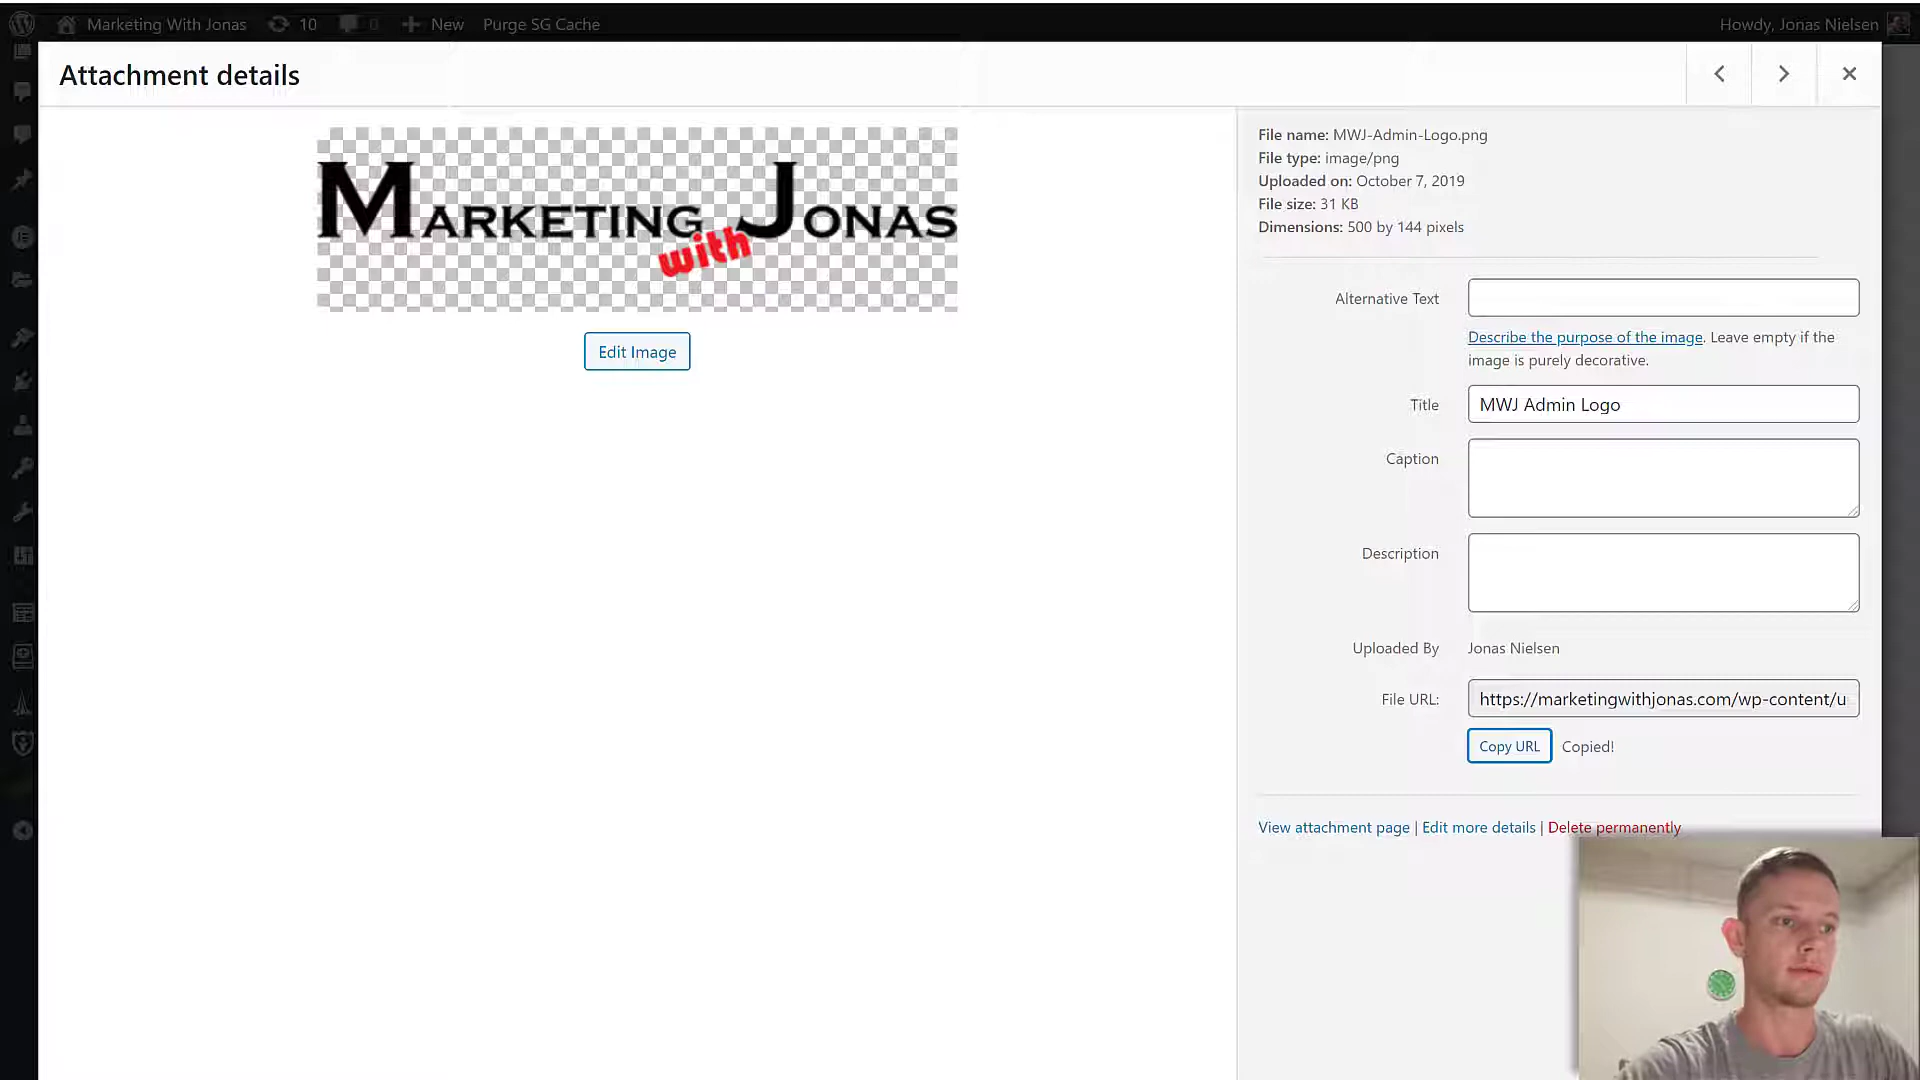 Marketing With Jonas 10 0 New Purge SG Cache Howdy, Jonas Nielsen
Attachment details
MARKETING with JONAS
Edit Image
File name: MWJ-Admin-Logo.png
File type: image/png
Uploaded on: October 7, 2019
File size: 31 KB
Dimensions: 500 by 144 pixels
Alternative Text
Describe the purpose of the image. Leave empty if the
image is purely decorative.
Title MWJ Admin Logo
Caption
Description
Uploaded By Jonas Nielsen
File URL: https://marketingwithjonas.com/wp-content/u
Copy URL Copied!
View attachment page | Edit more details | Delete permanently